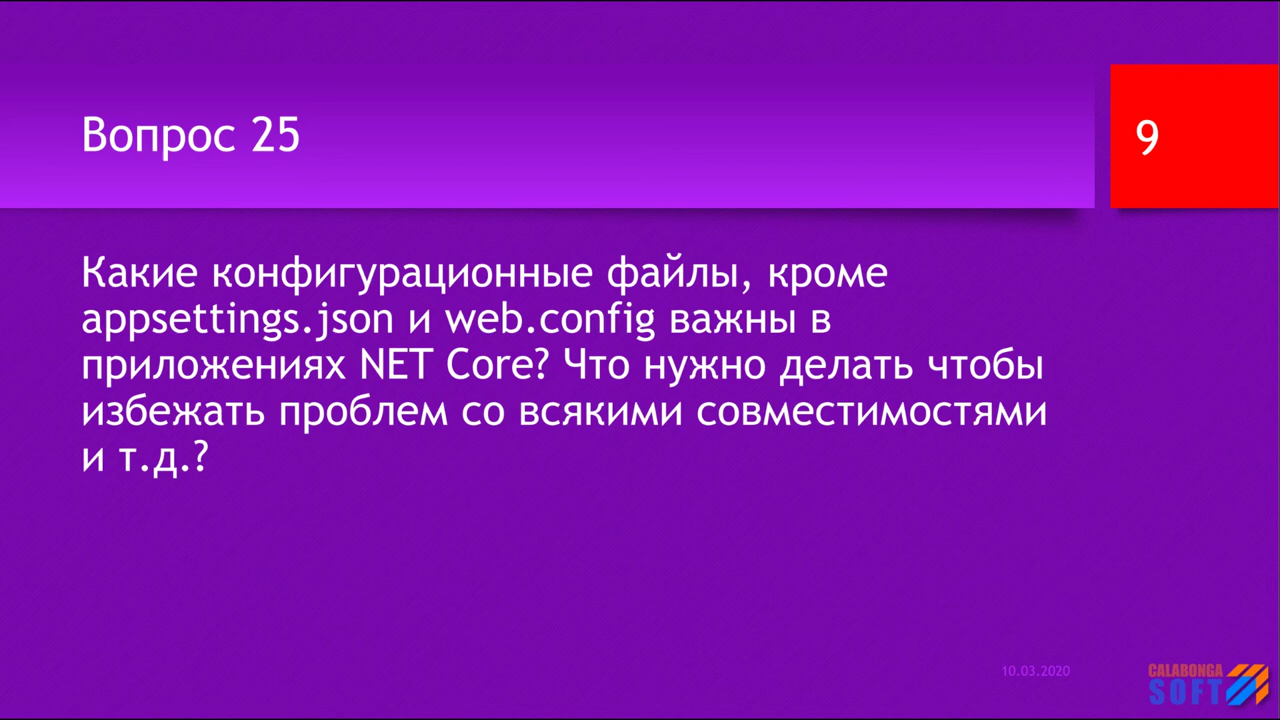 Вопрос 25
9
Какие конфигурационные файлы, кроме
appsettings.json и web.config важны в
приложениях NET Core? Что нужно делать чтобы
избежать проблем со всякими совместимостями
и т.д.?
10.03.2020
CALABONGA
SOFT